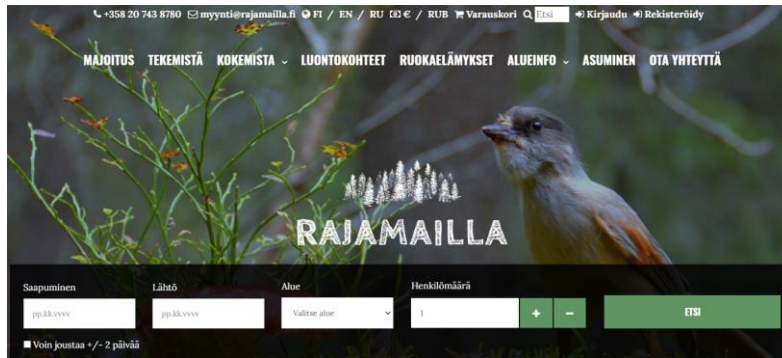 +358 20 743 8780 myynti@rajamailla.fi FI / EN / RU € / RUB Varauskori Etsi Kirjaudu Rekisteröidy
MAJOITUS TEKEMISTÄ KOKEMISTA LUONTOKOHTEET RUOKAELÄMYKSET ALUEINFO ASUMINEN OTA YHTEYTTÄ
RAJAMAILLA
Saapuminen Lähtö Alue Henkilömäärä
pp.kk.vvvv pp.kk.vvvv Valitse alue 1 + − ETSI
Voin joustaa +/- 2 päivää